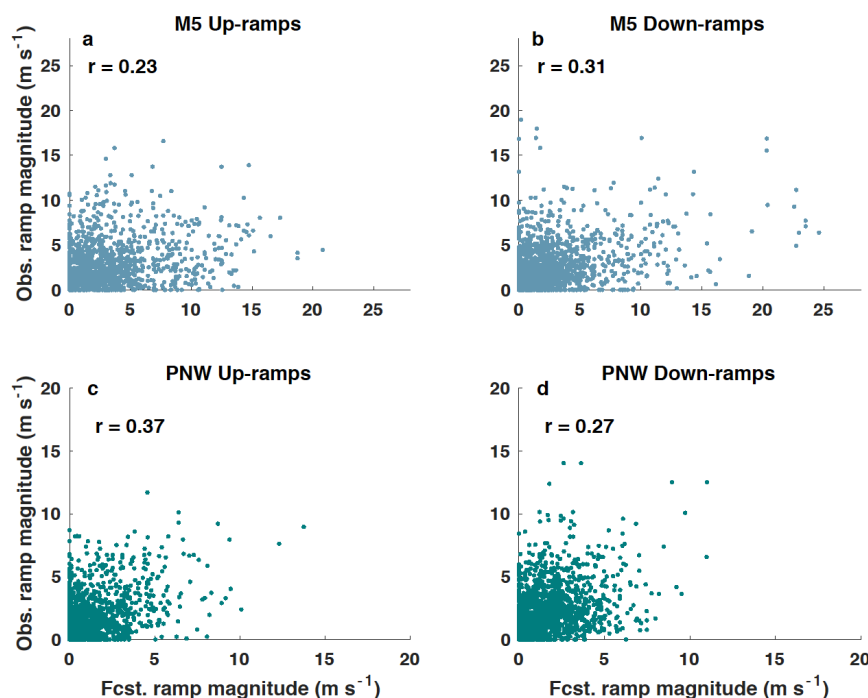 M5 Up-ramps
a
r = 0.23
Obs. ramp magnitude (m s⁻¹)
25
20
15
10
5
0
0 5 10 15 20 25
M5 Down-ramps
b
r = 0.31
25
20
15
10
5
0
0 5 10 15 20 25
PNW Up-ramps
c
r = 0.37
Obs. ramp magnitude (m s⁻¹)
20
15
10
5
0
0 5 10 15 20
Fcst. ramp magnitude (m s⁻¹)
PNW Down-ramps
d
r = 0.27
20
15
10
5
0
0 5 10 15 20
Fcst. ramp magnitude (m s⁻¹)